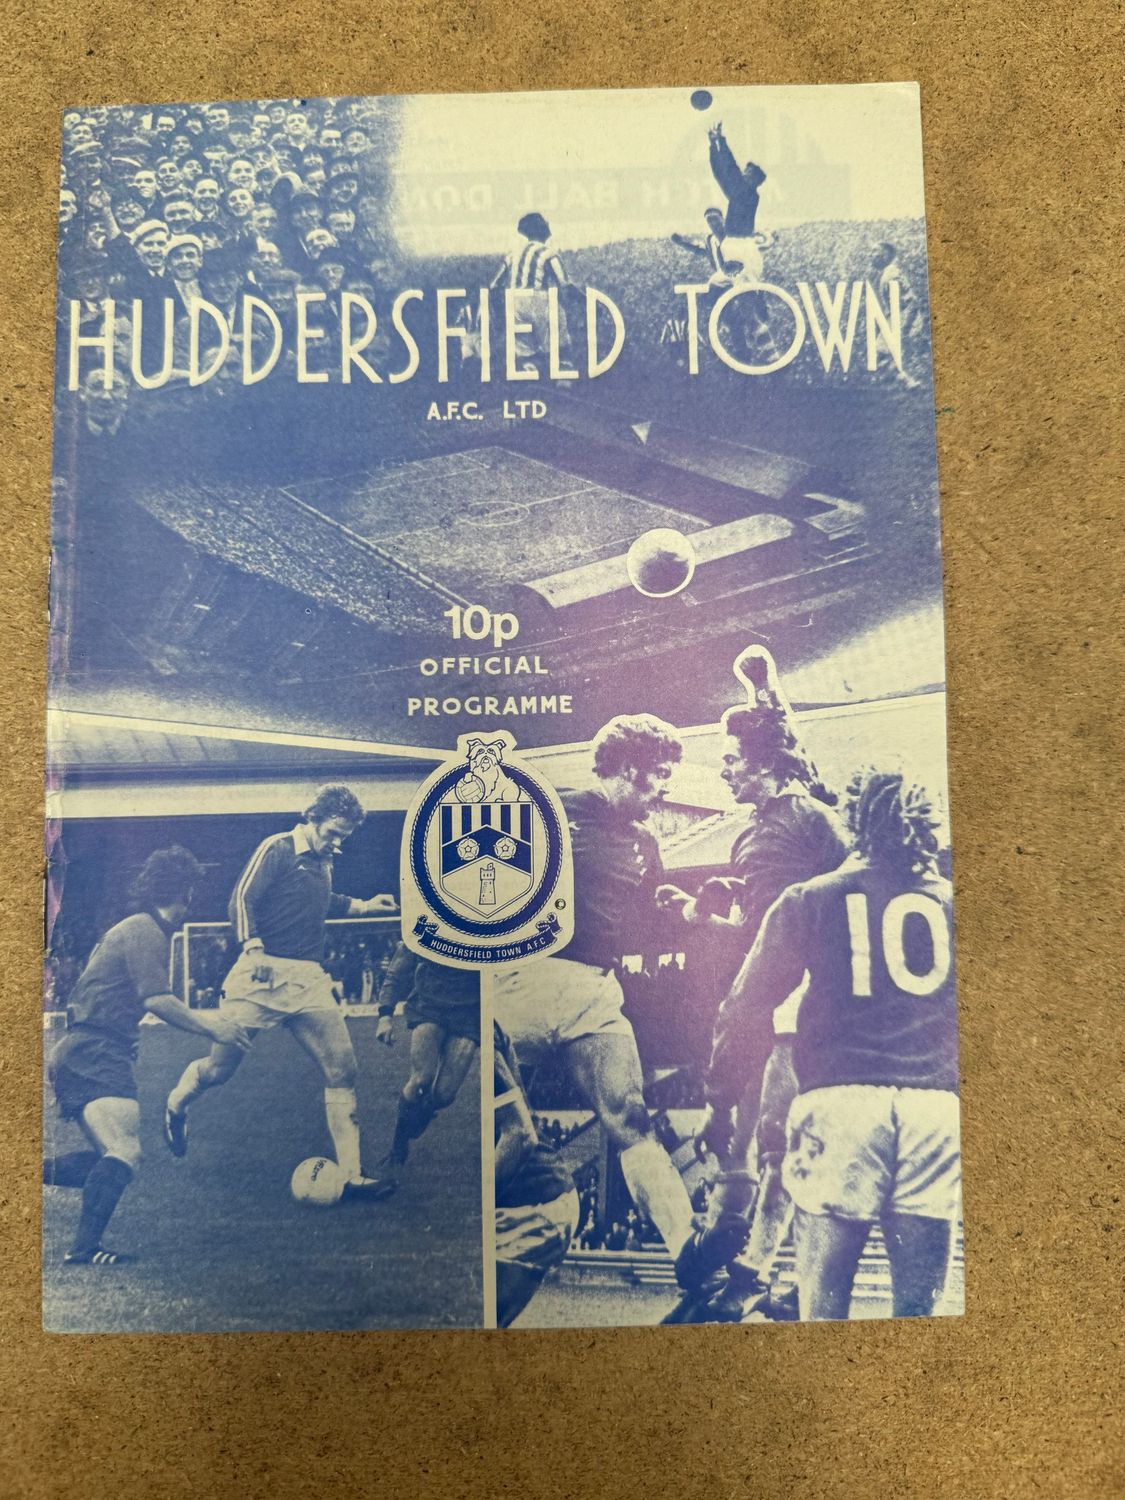 HUDDERSFIELD TOWN
A.F.C. LTD
10p
OFFICIAL
PROGRAMME
©
HUDDERSFIELD TOWN A.F.C
10